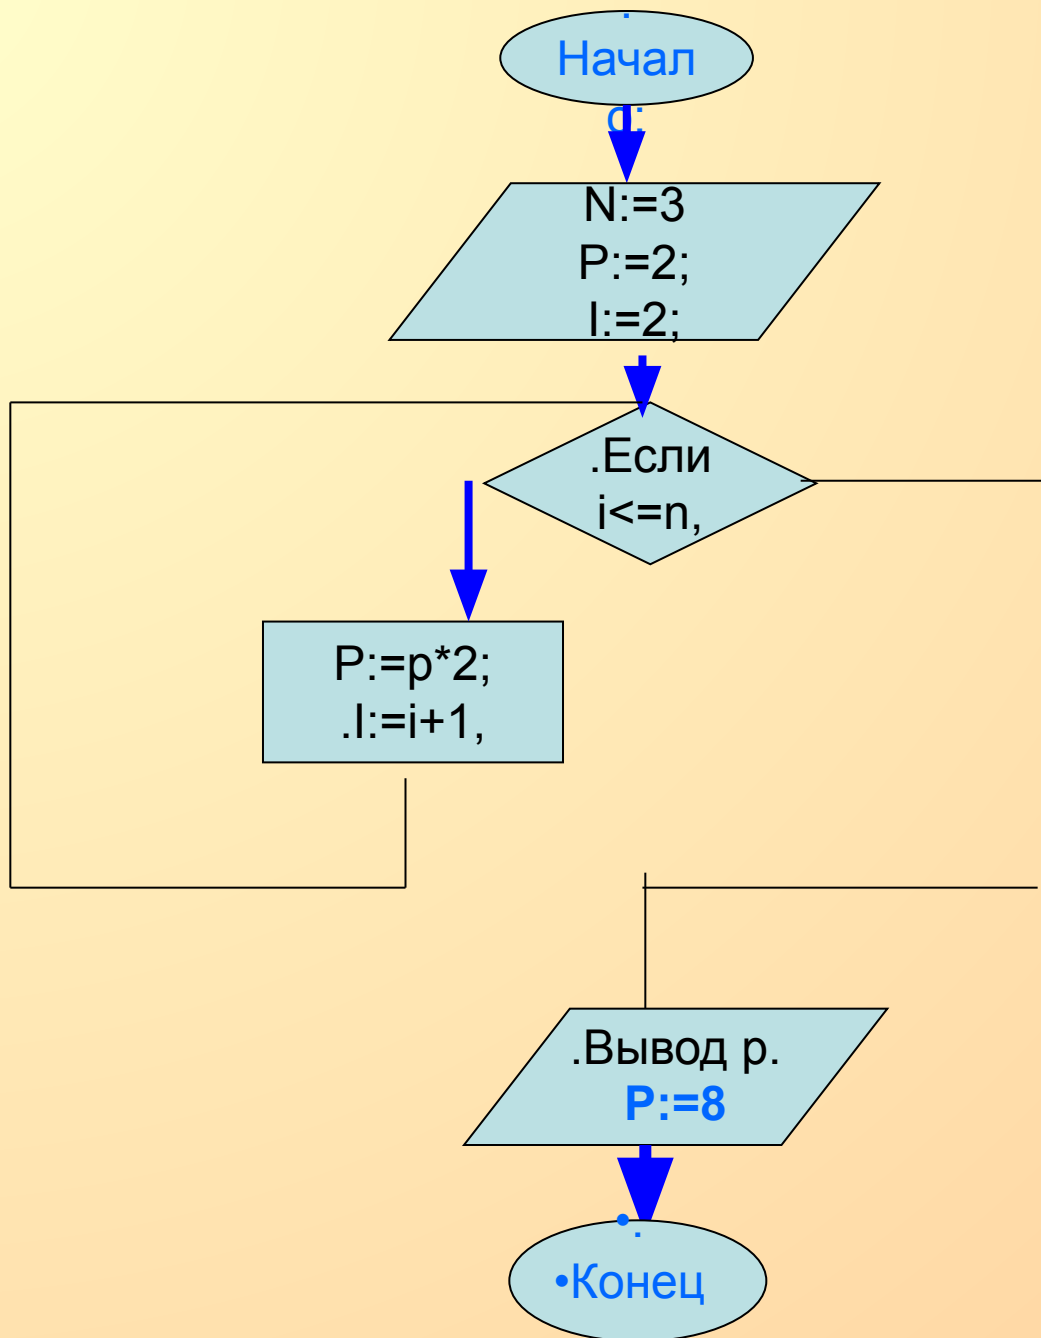 .
Начал
о:
N:=3
P:=2;
I:=2;
.Если
i<=n,
P:=p*2;
.I:=i+1,
.Вывод р.
P:=8
•.
•Конец